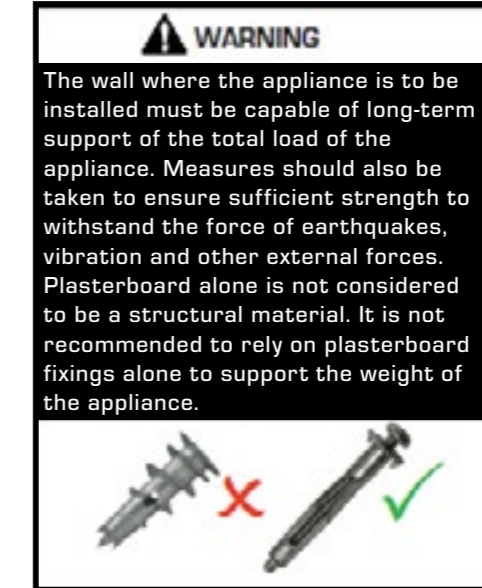 WARNING
The wall where the appliance is to be
installed must be capable of long-term
support of the total load of the
appliance. Measures should also be
taken to ensure sufficient strength to
withstand the force of earthquakes,
vibration and other external forces.
Plasterboard alone is not considered
to be a structural material. It is not
recommended to rely on plasterboard
fixings alone to support the weight of
the appliance.